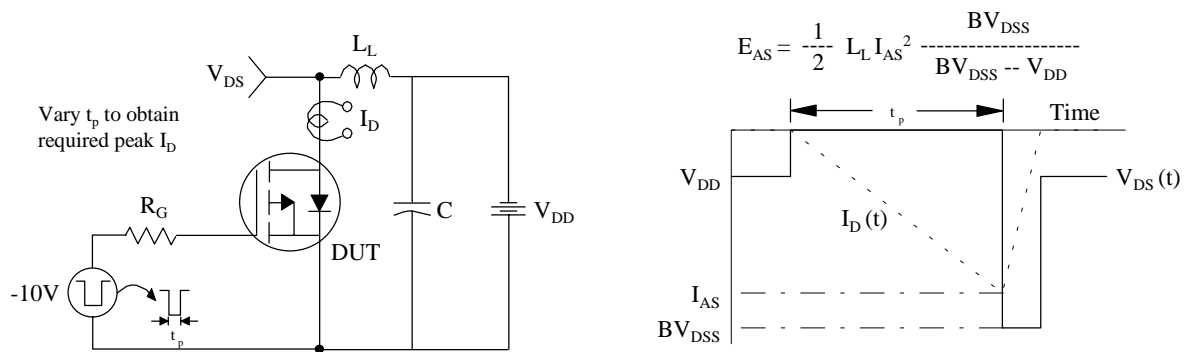 V_DS
L_L
I_D
Vary t_p to obtain
required peak I_D
R_G
C
V_DD
DUT
-10V
t_p
E_AS = 1/2 L_L I_AS^2 BV_DSS / BV_DSS -- V_DD
t_p
Time
V_DD
V_DS (t)
I_D (t)
I_AS
BV_DSS